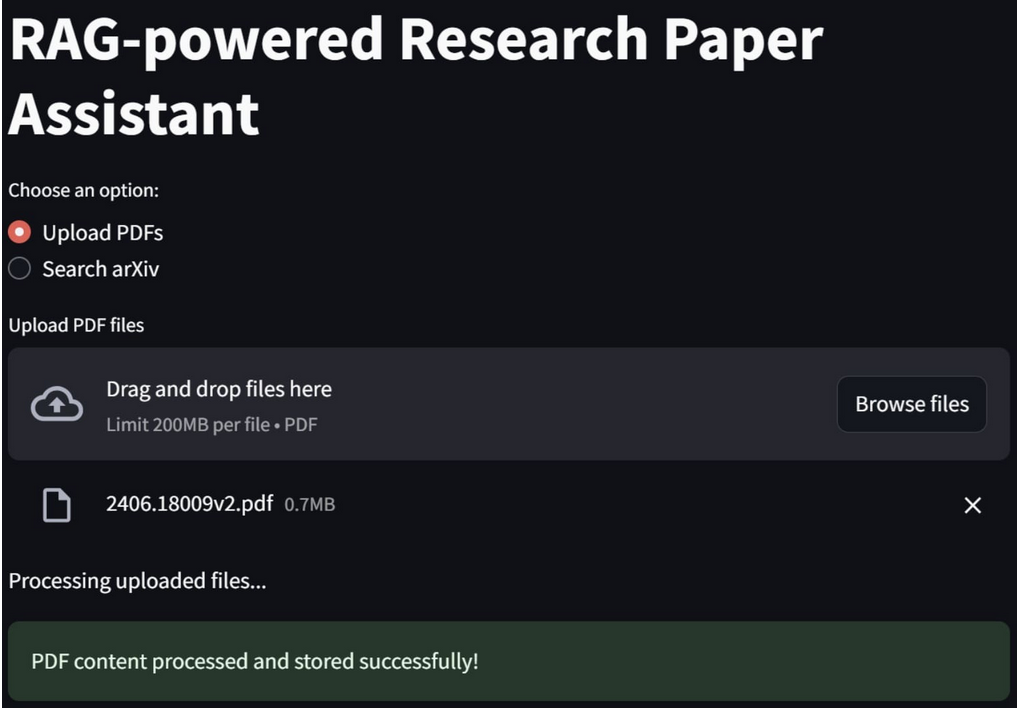 RAG-powered Research Paper
Assistant
Choose an option:
Upload PDFs
Search arXiv
Upload PDF files
Drag and drop files here
Limit 200MB per file • PDF
Browse files
2406.18009v2.pdf 0.7MB
Processing uploaded files...
PDF content processed and stored successfully!